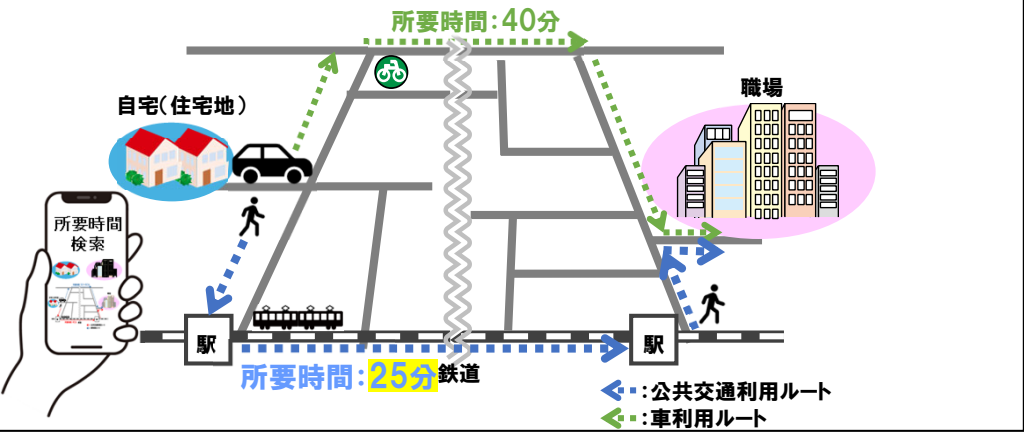 所要時間：40分
職場
自宅（住宅地）
所要時間
検索
駅
駅
所要時間：25分
鉄道
：公共交通利用ルート
：車利用ルート